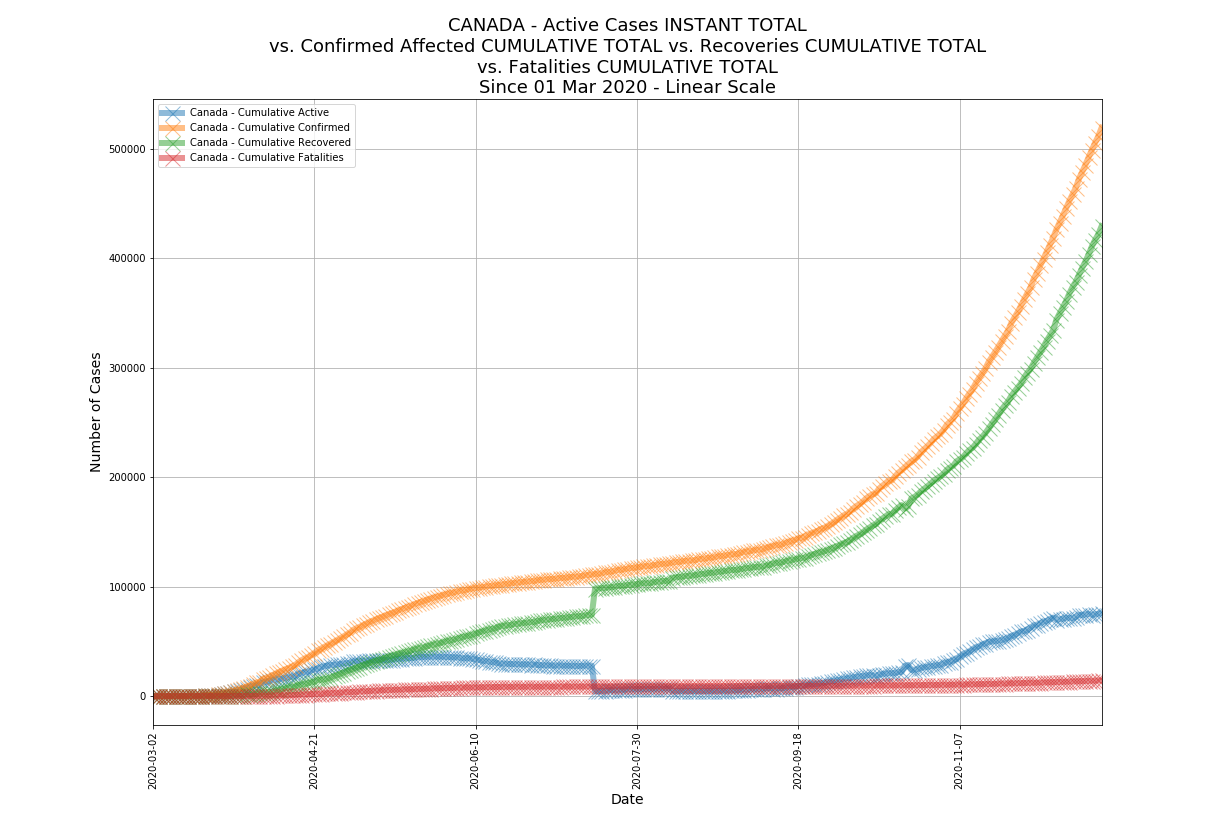 CANADA - Active Cases INSTANT TOTAL
vs. Confirmed Affected CUMULATIVE TOTAL vs. Recoveries CUMULATIVE TOTAL
vs. Fatalities CUMULATIVE TOTAL
Since 01 Mar 2020 - Linear Scale
Canada - Cumulative Active
Canada - Cumulative Confirmed
Canada - Cumulative Recovered
Canada - Cumulative Fatalities
Number of Cases
500000
400000
300000
200000
100000
0
2020-03-02
2020-04-21
2020-06-10
2020-07-30
2020-09-18
2020-11-07
Date